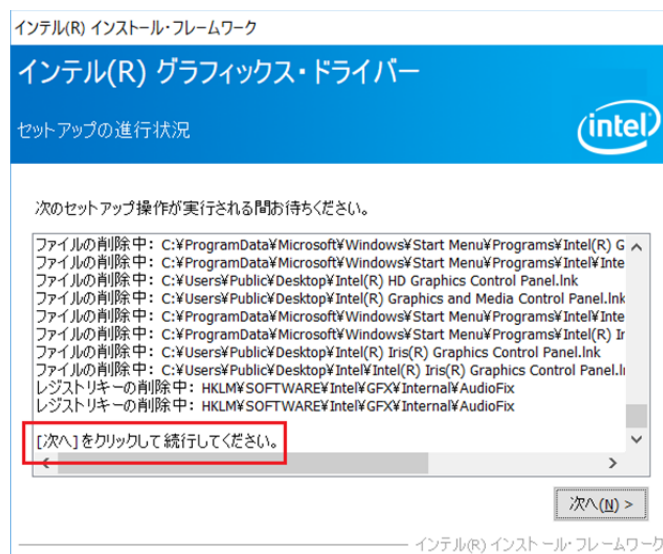 インテル(R) インストール・フレームワーク
インテル(R) グラフィックス・ドライバー
セットアップの進行状況
intel
次のセットアップ操作が実行される間お待ちください。
ファイルの削除中: C:¥ProgramData¥Microsoft¥Windows¥Start Menu¥Programs¥Intel(R) G
ファイルの削除中: C:¥ProgramData¥Microsoft¥Windows¥Start Menu¥Programs¥Intel¥Inte
ファイルの削除中: C:¥Users¥Public¥Desktop¥Intel(R) HD Graphics Control Panel.lnk
ファイルの削除中: C:¥Users¥Public¥Desktop¥Intel(R) Graphics and Media Control Panel.lnk
ファイルの削除中: C:¥ProgramData¥Microsoft¥Windows¥Start Menu¥Programs¥Intel¥Inte
ファイルの削除中: C:¥ProgramData¥Microsoft¥Windows¥Start Menu¥Programs¥Intel(R) Ir
ファイルの削除中: C:¥Users¥Public¥Desktop¥Intel(R) Iris(R) Graphics Control Panel.lnk
ファイルの削除中: C:¥Users¥Public¥Desktop¥Intel¥Intel(R) Iris(R) Graphics Control Panel.l
レジストリキーの削除中: HKLM¥SOFTWARE¥Intel¥GFX¥Internal¥AudioFix
レジストリキーの削除中: HKLM¥SOFTWARE¥Intel¥GFX¥Internal¥AudioFix
[次へ]をクリックして続行してください。
次へ(N) >
インテル(R) インストール・フレームワーク